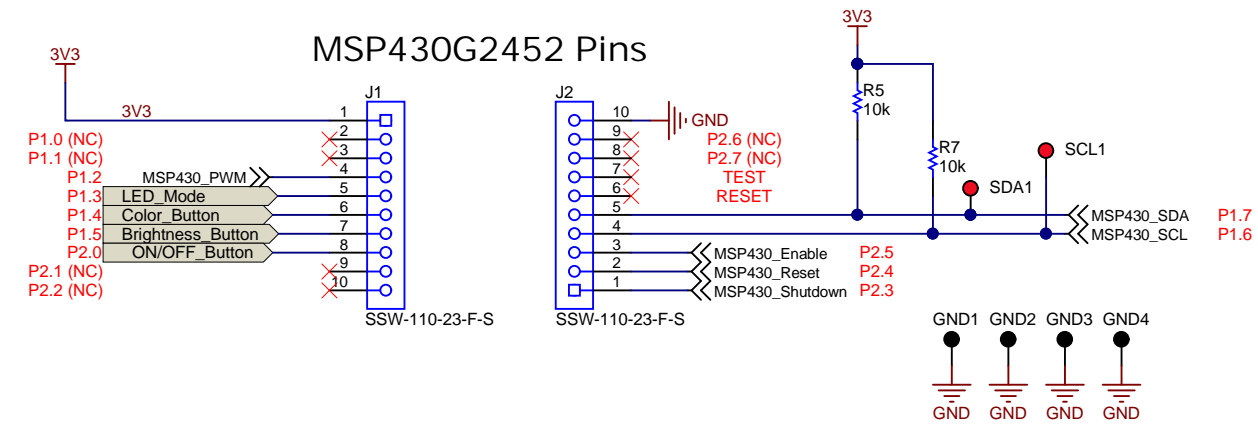 MSP430G2452 Pins
3V3
3V3
J1
1
P1.0 (NC) 2
P1.1 (NC) 3
P1.2 MSP430_PWM 4
P1.3 LED_Mode 5
P1.4 Color_Button 6
P1.5 Brightness_Button 7
P2.0 ON/OFF_Button 8
P2.1 (NC) 9
P2.2 (NC) 10
SSW-110-23-F-S
J2
10 GND
9 P2.6 (NC)
8 P2.7 (NC)
7 TEST
6 RESET
5
4
3 MSP430_Enable P2.5
2 MSP430_Reset P2.4
1 MSP430_Shutdown P2.3
SSW-110-23-F-S
3V3
R5
10k
R7
10k
SCL1
SDA1
MSP430_SDA P1.7
MSP430_SCL P1.6
GND1 GND2 GND3 GND4
GND GND GND GND